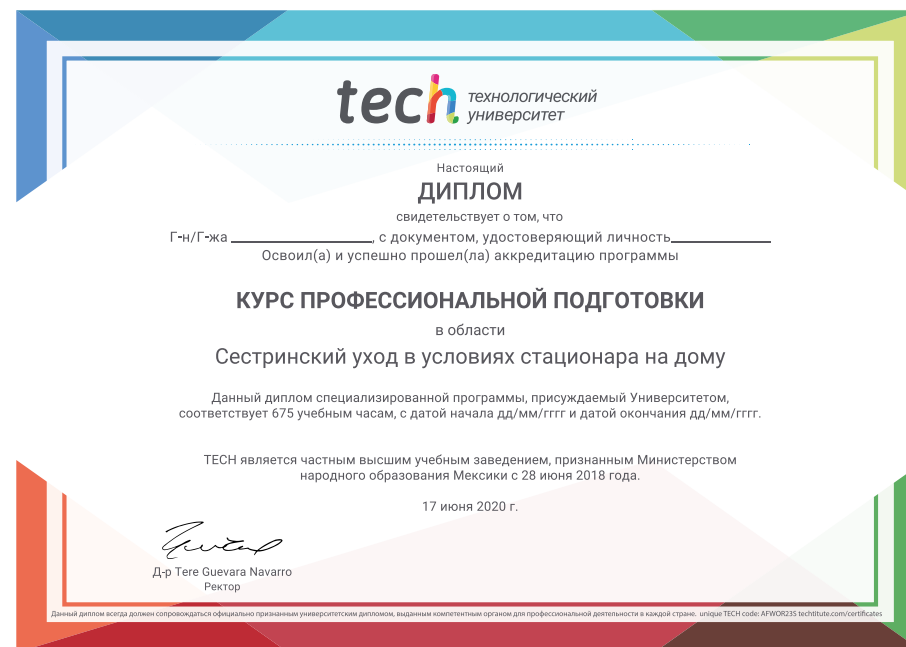 tech технологический
университет
Настоящий
ДИПЛОМ
свидетельствует о том, что
Г-н/Г-жа ____________________, с документом, удостоверяющий личность______________
Освоил(а) и успешно прошел(ла) аккредитацию программы
КУРС ПРОФЕССИОНАЛЬНОЙ ПОДГОТОВКИ
в области
Сестринский уход в условиях стационара на дому
Данный диплом специализированной программы, присуждаемый Университетом,
соответствует 675 учебным часам, с датой начала дд/мм/гггг и датой окончания дд/мм/гггг.
TECH является частным высшим учебным заведением, признанным Министерством
народного образования Мексики с 28 июня 2018 года.
17 июня 2020 г.
Д-р Tere Guevara Navarro
Ректор
Данный диплом всегда должен сопровождаться официально признанным университетским дипломом, выданным компетентным органом для профессиональной деятельности в каждой стране. unique TECH code: AFWOR235 techtitute.com/certificates